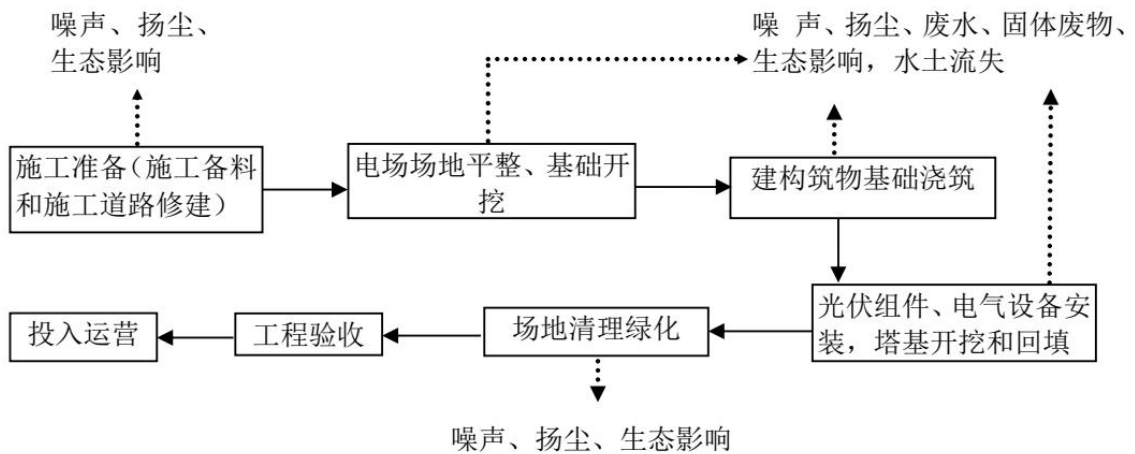 噪声、扬尘、
生态影响
噪 声、扬尘、废水、固体废物、
生态影响，水土流失
施工准备（施工备料
和施工道路修建）
电场场地平整、基础开
挖
建构筑物基础浇筑
光伏组件、电气设备安
装，塔基开挖和回填
场地清理绿化
工程验收
投入运营
噪声、扬尘、生态影响